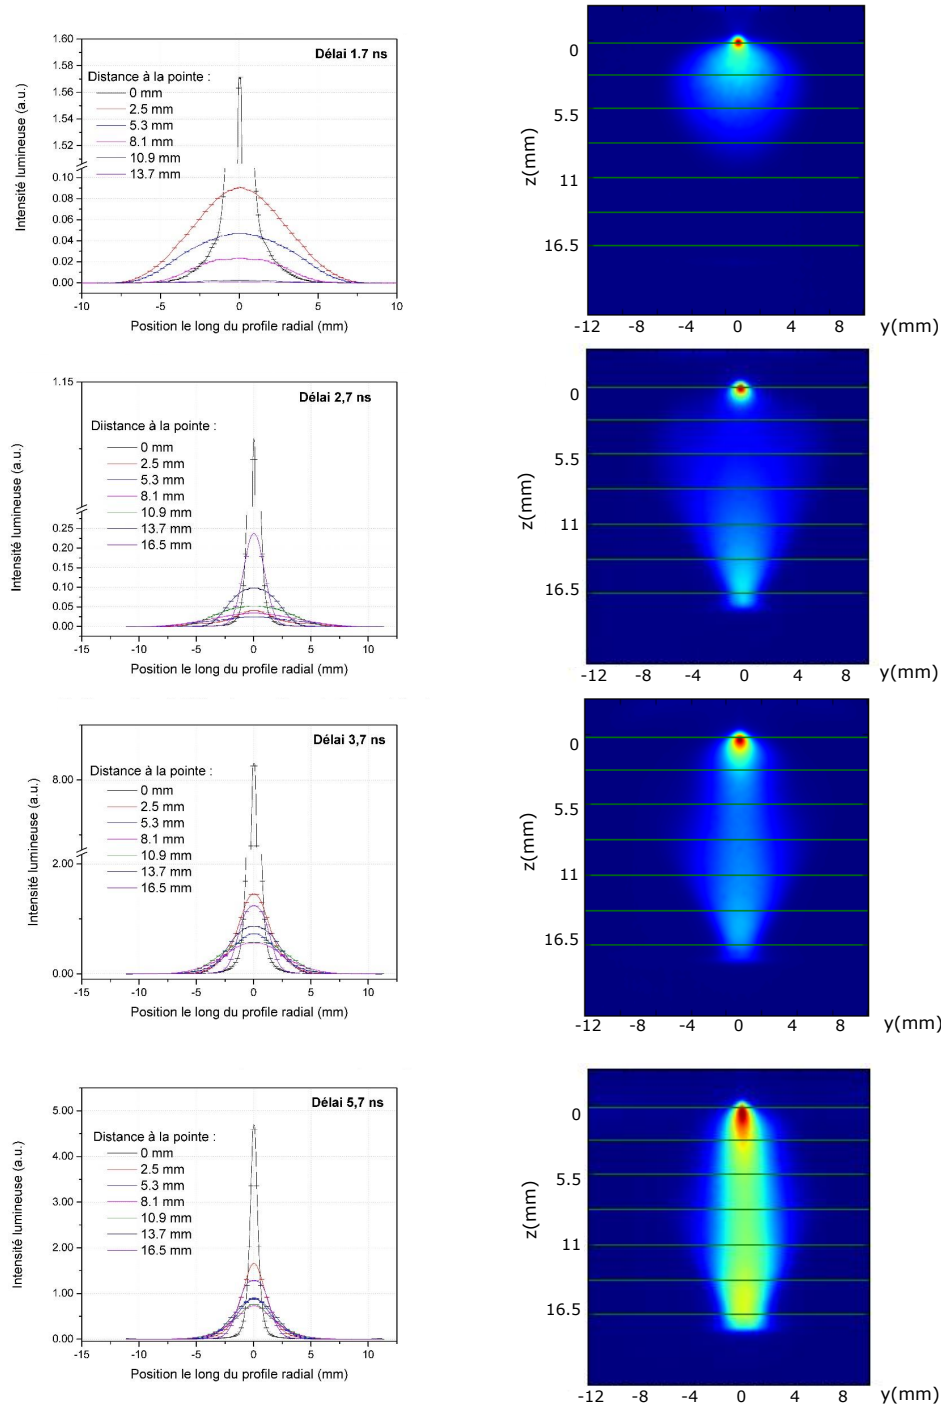 Délai 1.7 ns
Distance à la pointe :
0 mm
2.5 mm
5.3 mm
8.1 mm
10.9 mm
13.7 mm
Intensité lumineuse (a.u.)
1.60
1.58
1.56
1.54
1.52
0.10
0.08
0.06
0.04
0.02
0.00
-10 -5 0 5 10
Position le long du profile radial (mm)
z(mm)
0
5.5
11
16.5
-12 -8 -4 0 4 8 y(mm)
Délai 2,7 ns
Diistance à la pointe :
0 mm
2.5 mm
5.3 mm
8.1 mm
10.9 mm
13.7 mm
16.5 mm
Intensité lumineuse (a.u.)
1.15
0.25
0.20
0.15
0.10
0.05
0.00
-15 -10 -5 0 5 10
Position le long du profile radial (mm)
z(mm)
0
5.5
11
16.5
-12 -8 -4 0 4 8 y(mm)
Délai 3,7 ns
Distance à la pointe :
0 mm
2.5 mm
5.3 mm
8.1 mm
10.9 mm
13.7 mm
16.5 mm
Intensité lumineuse (a.u.)
8.00
2.00
0.00
-15 -10 -5 0 5 10
Position le long du profile radial (mm)
z(mm)
0
5.5
11
16.5
-12 -8 -4 0 4 8 y(mm)
Délai 5,7 ns
Distance à la pointe :
0 mm
2.5 mm
5.3 mm
8.1 mm
10.9 mm
13.7 mm
16.5 mm
Intensité lumineuse (a.u.)
5.00
4.00
3.00
2.00
1.00
0.00
-15 -10 -5 0 5 10
Position le long du profile radial (mm)
z(mm)
0
5.5
11
16.5
-12 -8 -4 0 4 8 y(mm)